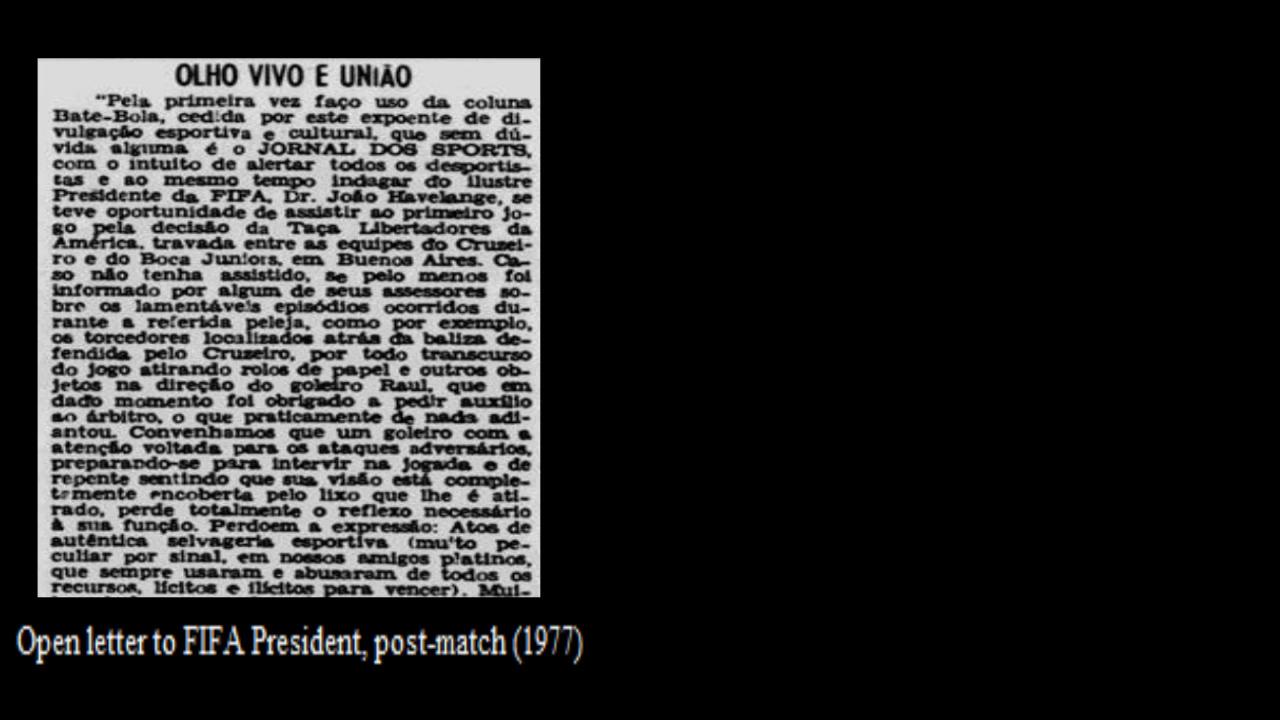 OLHO VIVO E UNIÃO
"Pela primeira vez faço uso da coluna
Bate-Bola, cedida por este expoente de di-
vulgação esportiva e cultural, que sem dú-
vida alguma é o JORNAL DOS SPORTS,
com o intuito de alertar todos os desportis-
tas e ao mesmo tempo indagar do ilustre
Presidente da FIFA, Dr. João Havelange, se
teve oportunidade de assistir ao primeiro jo-
go pela decisão da Taça Libertadores da
América, travada entre as equipes do Cruzei-
ro e do Boca Juniors, em Buenos Aires. Ca-
so não tenha assistido, se pelo menos foi
informado por algum de seus assessores so-
bre os lamentáveis episódios ocorridos du-
rante a referida peleja, como por exemplo,
os torcedores localizados atrás da baliza de-
fendida pelo Cruzeiro, por todo transcurso
do jogo atirando rolos de papel e outros ob-
jetos na direção do goleiro Raul, que em
dado momento foi obrigado a pedir auxílio
ao árbitro, o que praticamente de nada adi-
antou. Convenhamos que um goleiro com a
atenção voltada para os ataques adversários,
preparando-se para intervir na jogada e de
repente sentindo que sua visão está comple-
tamente encoberta pelo lixo que lhe é ati-
rado, perde totalmente o reflexo necessário
à sua função. Perdoem a expressão: Atos de
autêntica selvageria esportiva (muito pe-
culiar por sinal, em nossos amigos platinos,
que sempre usaram e abusaram de todos os
recursos, lícitos e ilícitos para vencer). Mui-
Open letter to FIFA President, post-match (1977)